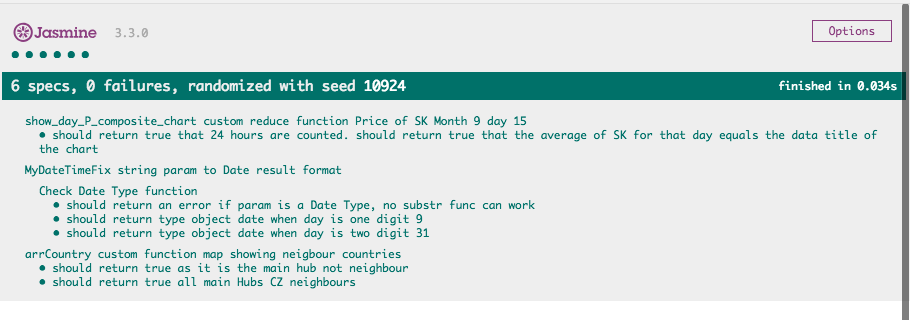 Jasmine 3.3.0 Options
6 specs, 0 failures, randomized with seed 10924 finished in 0.034s
show_day_P_composite_chart custom reduce function Price of SK Month 9 day 15
• should return true that 24 hours are counted. should return true that the average of SK for that day equals the data title of
the chart
MyDateTimeFix string param to Date result format
Check Date Type function
• should return an error if param is a Date Type, no substr func can work
• should return type object date when day is one digit 9
• should return type object date when day is two digit 31
arrCountry custom function map showing neigbour countries
• should return true as it is the main hub not neighbour
• should return true all main Hubs CZ neighbours